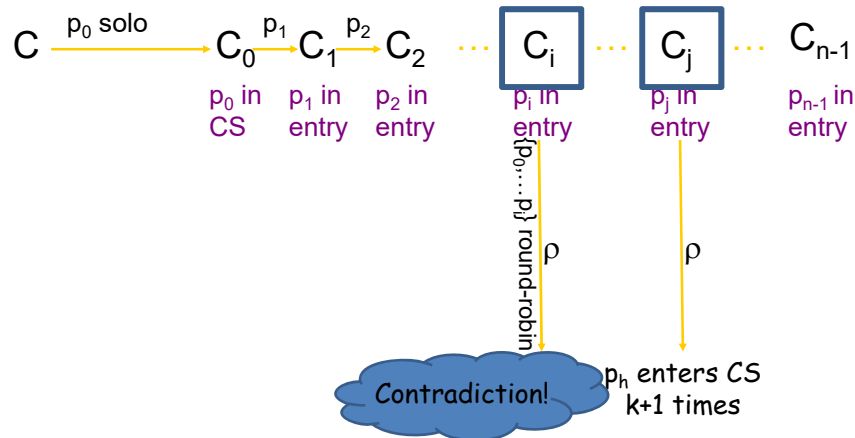 p₀ solo p₁ p₂
C C₀ C₁ C₂ ... Cᵢ ... Cⱼ ... Cₙ₋₁
p₀ in p₁ in p₂ in pᵢ in pⱼ in pₙ₋₁ in
CS entry entry entry entry entry
{p₀,…pᵢ} round-robin
ρ ρ
Contradiction! pₕ enters CS
k+1 times